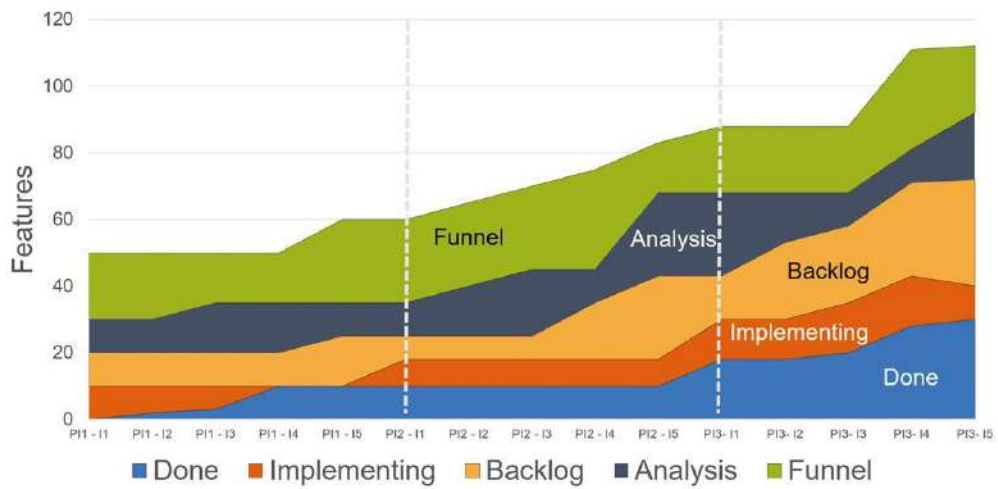 120
100
80
60
40
20
0
Features
Funnel
Analysis
Backlog
Implementing
Done
PI1 - I1 PI1 - I2 PI1 - I3 PI1 - I4 PI1 - I5 PI2 - I1 PI2 - I2 PI2 - I3 PI2 - I4 PI2 - I5 PI3- I1 PI3- I2 PI3- I3 PI3- I4 PI3- I5
Done Implementing Backlog Analysis Funnel